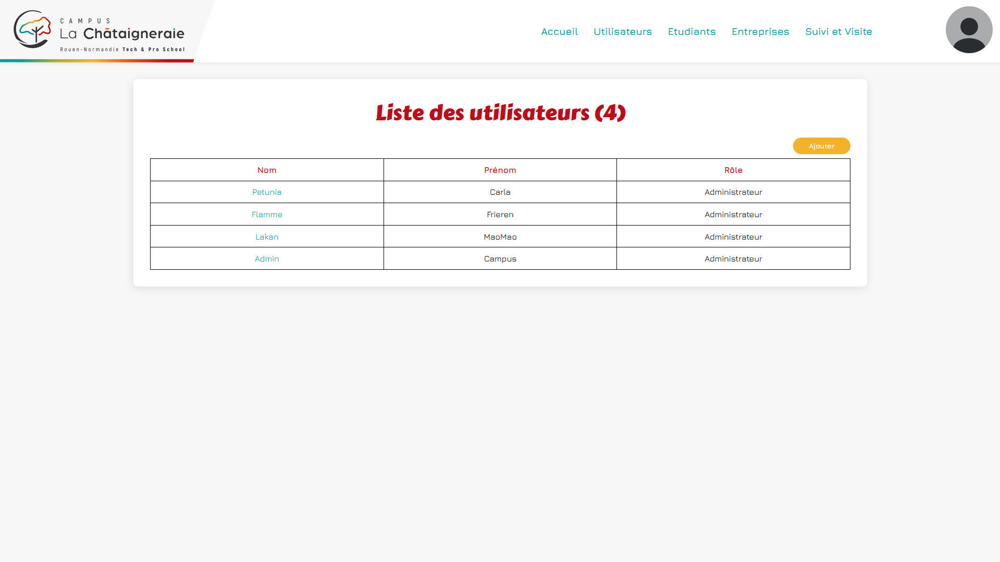 CAMPUS
La Châtaigneraie
Rouen-Normandie Tech & Pro School
Accueil Utilisateurs Etudiants Entreprises Suivi et Visite
Liste des utilisateurs (4)
Ajouter
Nom Prénom Rôle
Petunia Carla Administrateur
Flamme Frieren Administrateur
Lakan MaoMao Administrateur
Admin Campus Administrateur